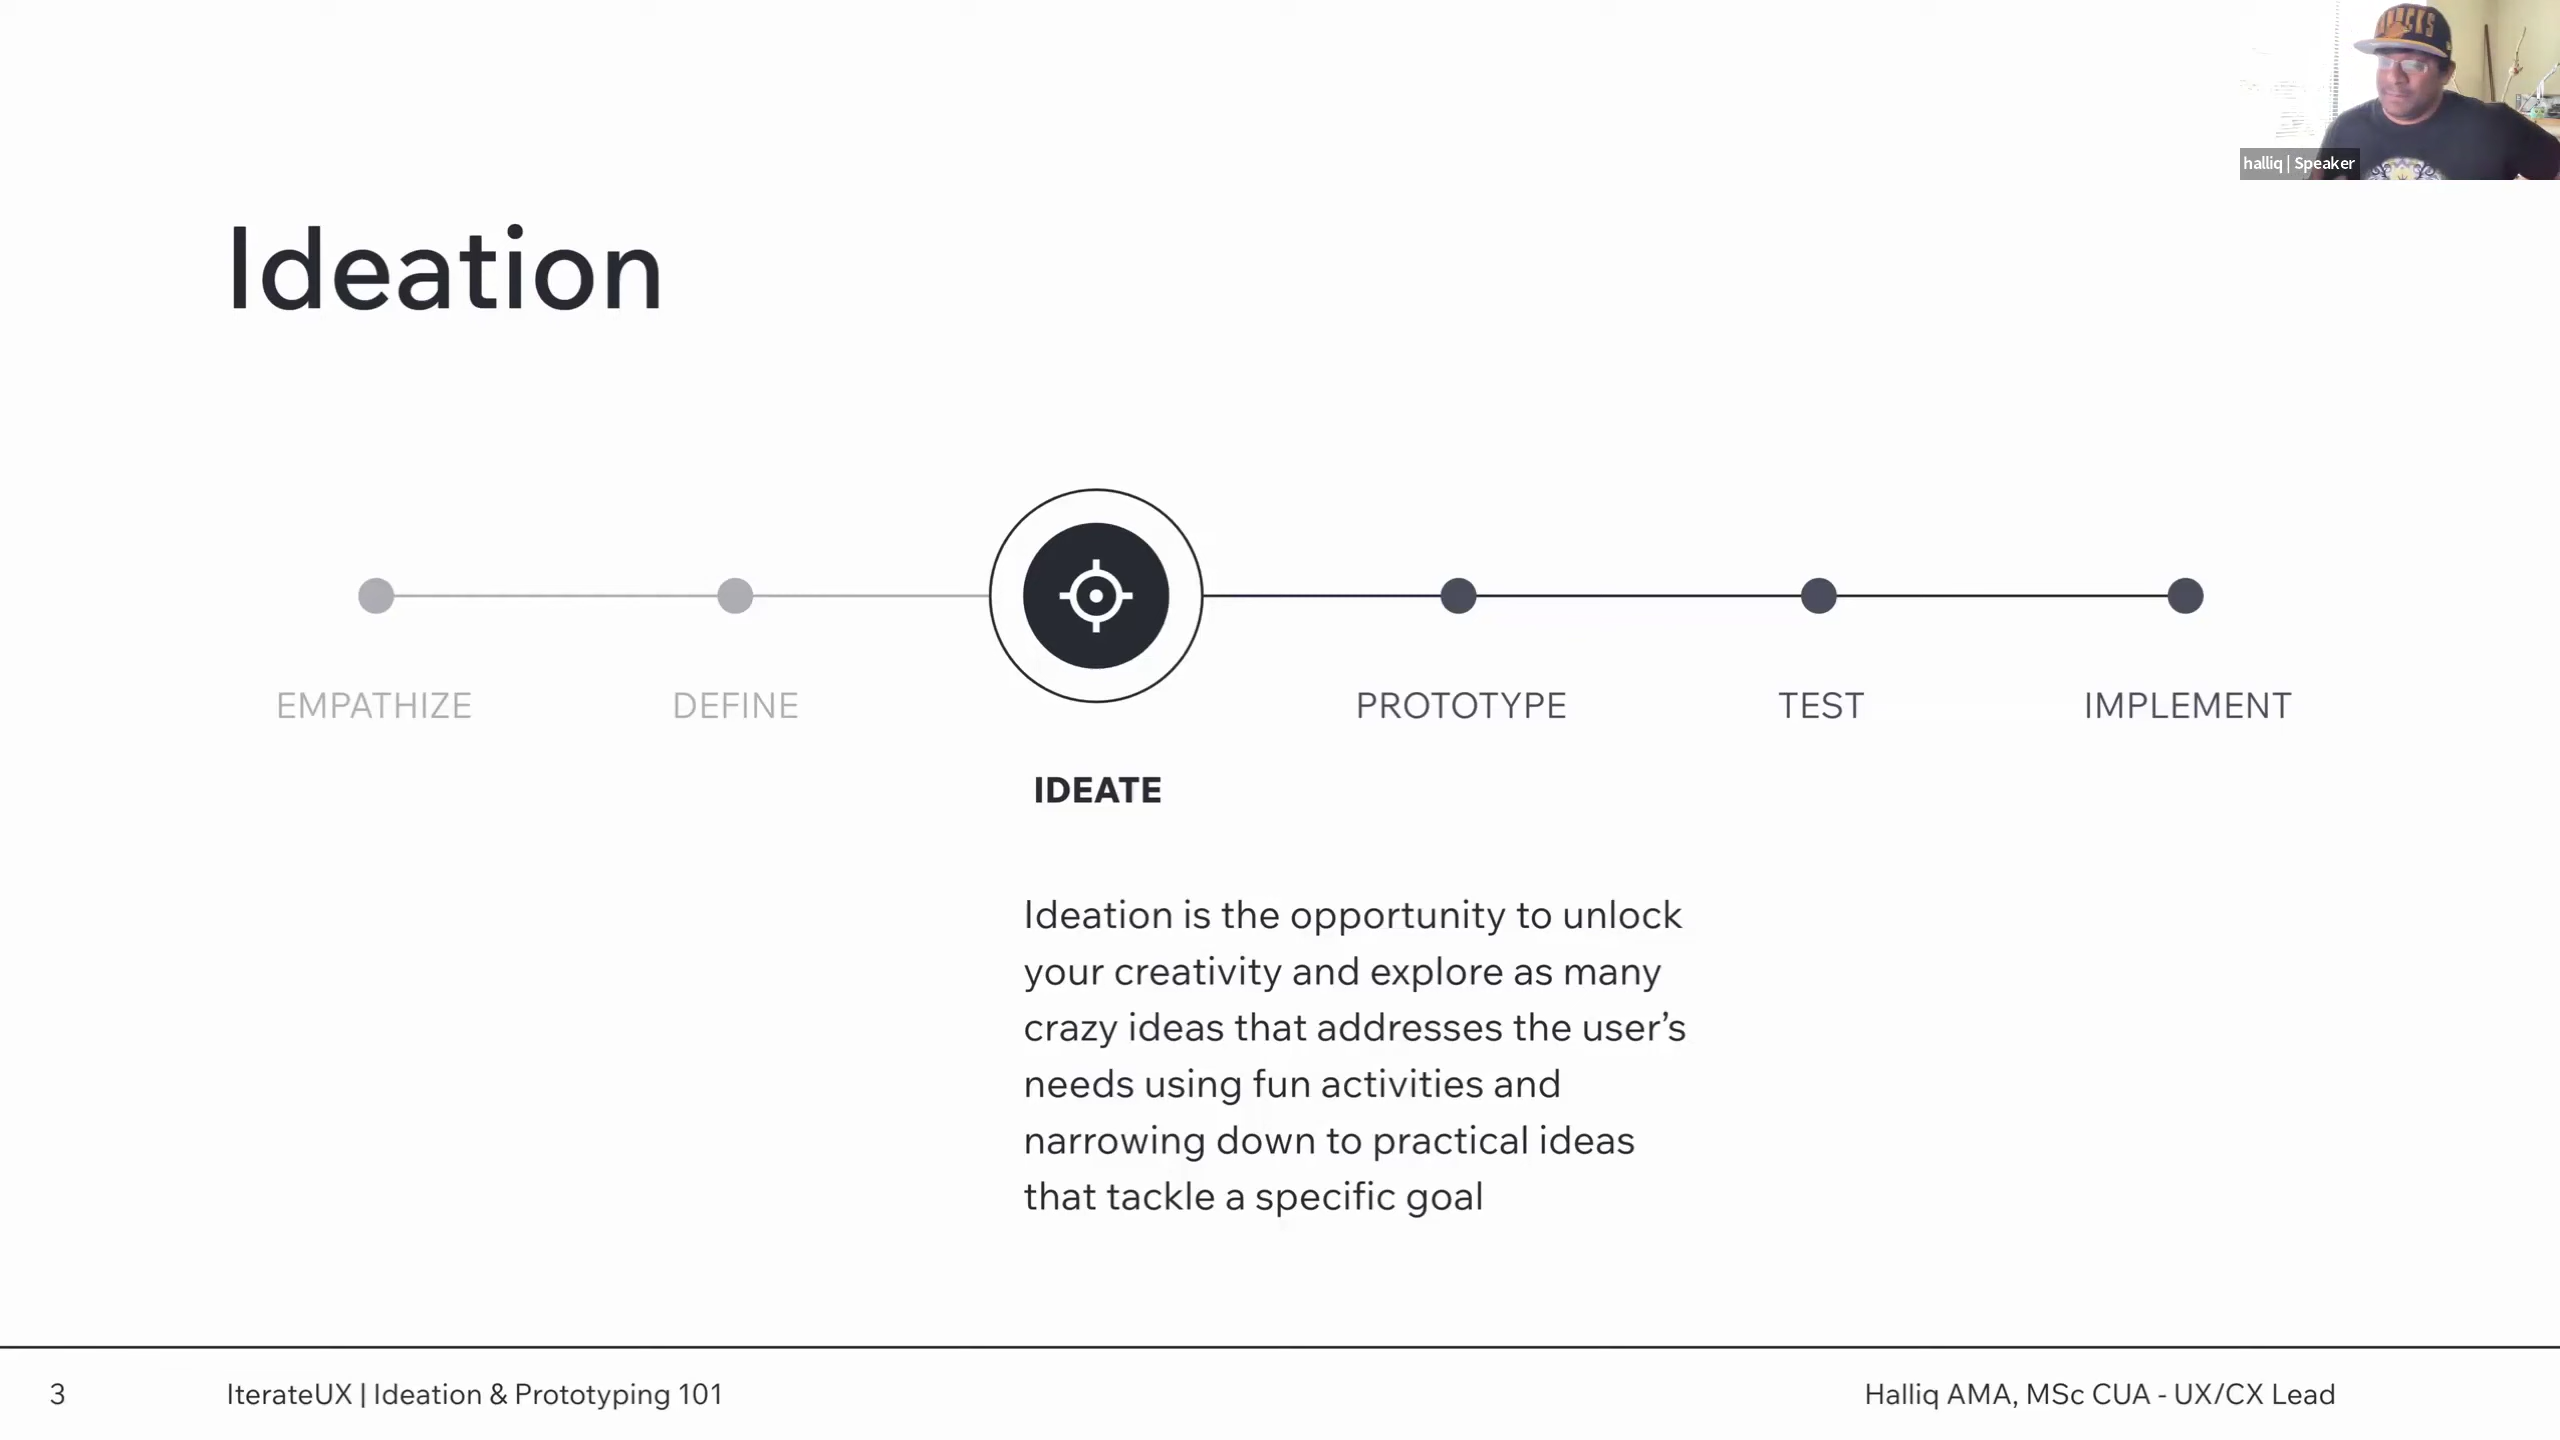 halliq | Speaker
Ideation
EMPATHIZE
DEFINE
PROTOTYPE
TEST
IMPLEMENT
IDEATE
Ideation is the opportunity to unlock
your creativity and explore as many
crazy ideas that addresses the user’s
needs using fun activities and
narrowing down to practical ideas
that tackle a specific goal
3
IterateUX | Ideation & Prototyping 101
Halliq AMA, MSc CUA - UX/CX Lead